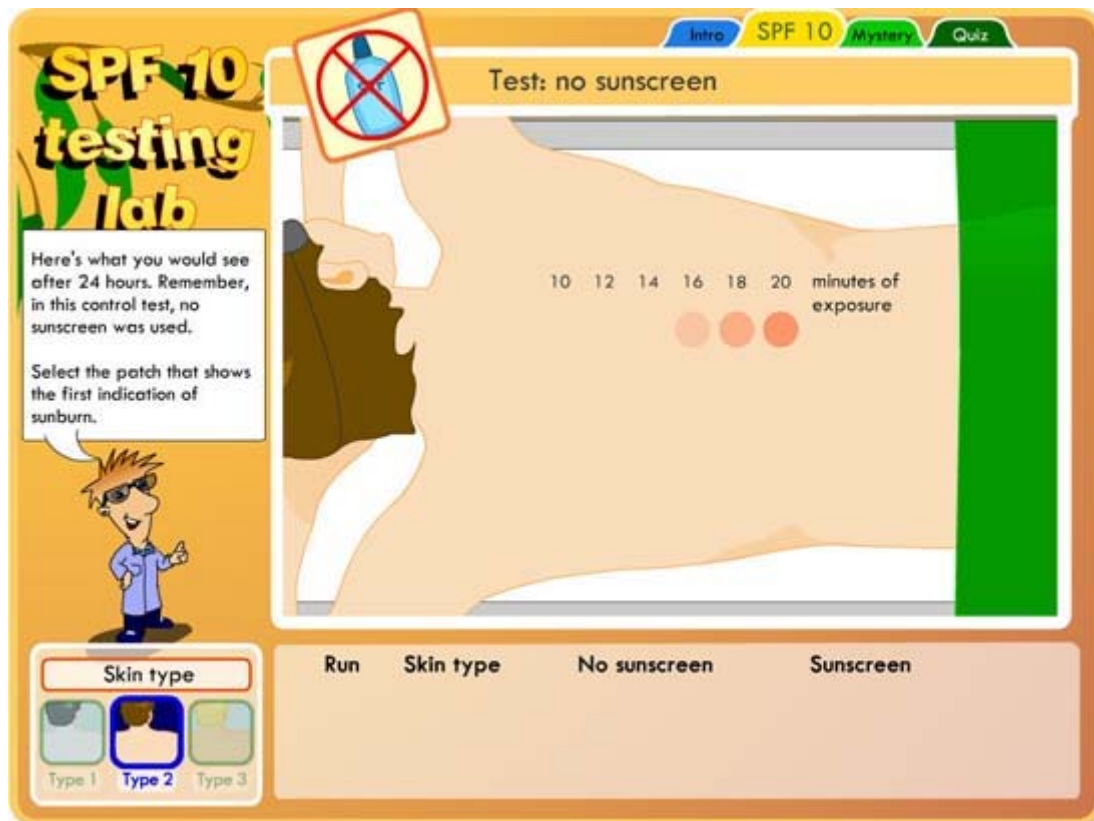 Intro
SPF 10
Mystery
Quiz
SPF 10
testing
lab
Test: no sunscreen
Here's what you would see
after 24 hours. Remember,
in this control test, no
sunscreen was used.
Select the patch that shows
the first indication of
sunburn.
10 12 14 16 18 20 minutes of
exposure
Skin type
Type 1 Type 2 Type 3
Run Skin type No sunscreen Sunscreen